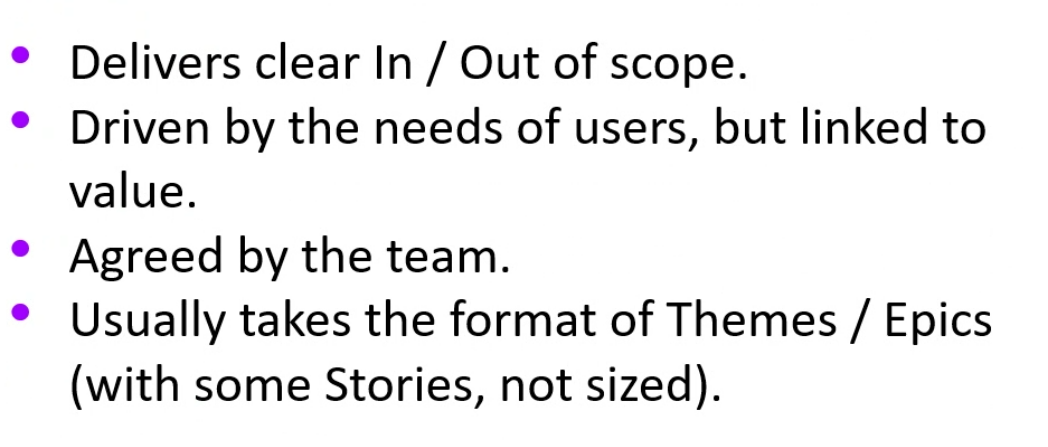 • Delivers clear In / Out of scope.
• Driven by the needs of users, but linked to
value.
• Agreed by the team.
• Usually takes the format of Themes / Epics
(with some Stories, not sized).